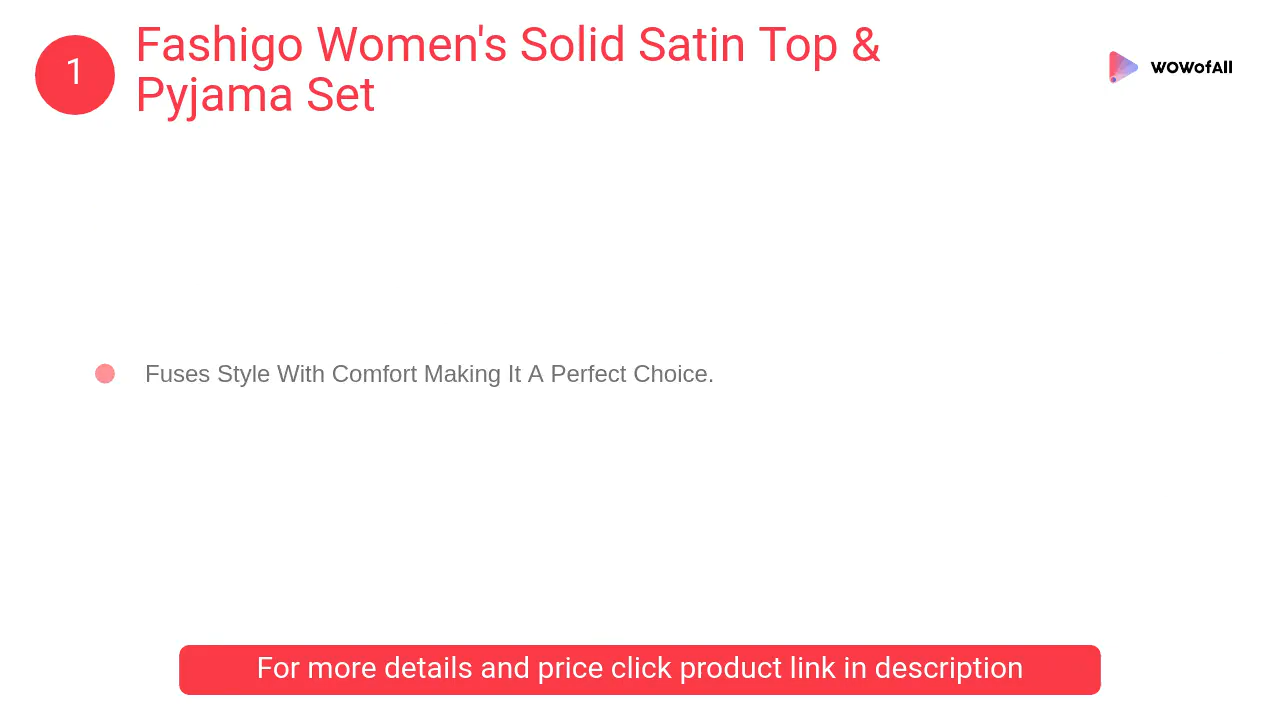 1
Fashigo Women's Solid Satin Top &
Pyjama Set
WOWofAll
Fuses Style With Comfort Making It A Perfect Choice.
For more details and price click product link in description